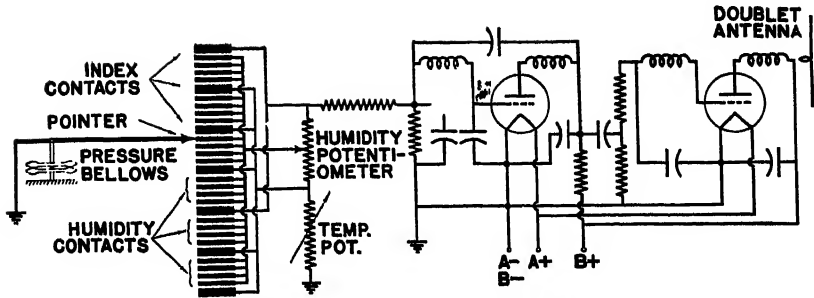 DOUBLET
ANTENNA
INDEX
CONTACTS
POINTER
PRESSURE
BELLOWS
HUMIDITY
POTENTI-
OMETER
HUMIDITY
CONTACTS
TEMP.
POT.
A- A+ B+
B-